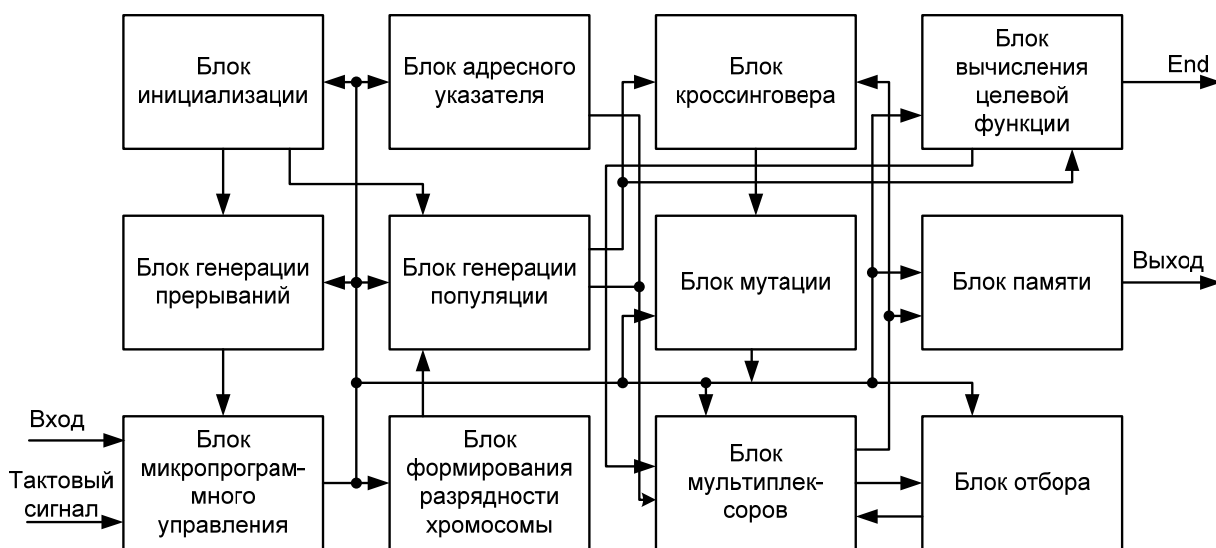 Блок
инициализации
Блок адресного
указателя
Блок
кроссинговера
Блок
вычисления
целевой
функции
End
Блок генерации
прерываний
Блок генерации
популяции
Блок мутации
Блок памяти
Выход
Вход
Тактовый
сигнал
Блок
микропрограм-
много
управления
Блок
формирования
разрядности
хромосомы
Блок
мультиплек-
соров
Блок отбора